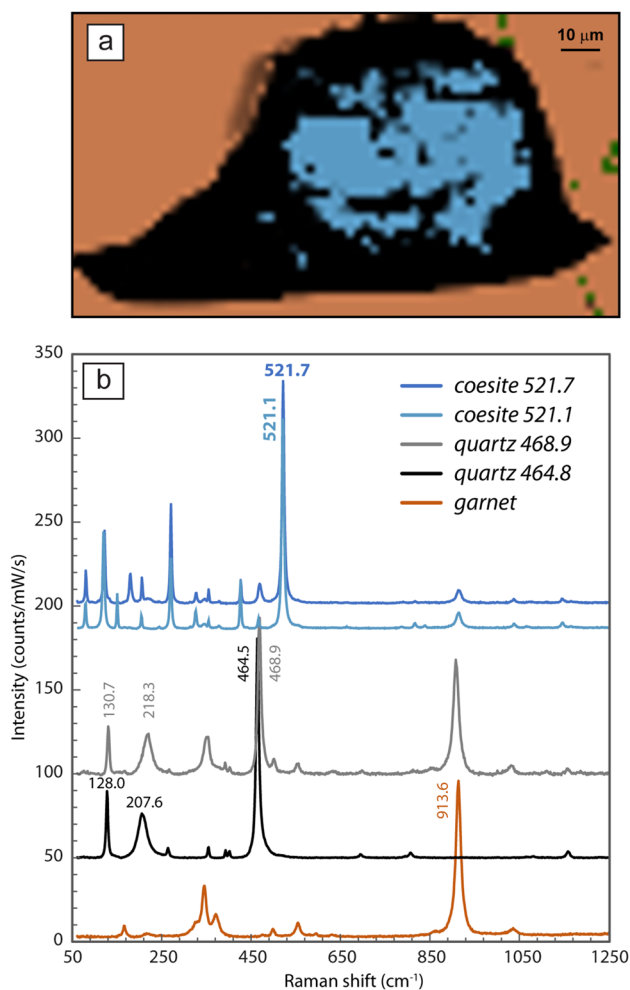 a
10 μm
350
300
250
200
150
100
50
0
b
521.7
521.1
coesite 521.7
coesite 521.1
quartz 468.9
quartz 464.8
garnet
130.7
218.3
464.5
468.9
128.0
207.6
913.6
Intensity (counts/mW/s)
50 250 450 650 850 1050 1250
Raman shift (cm⁻¹)